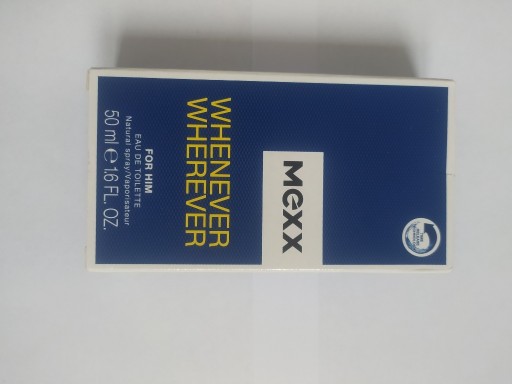 mexx
WHENEVER
WHEREVER
FOR HIM
EAU DE TOILETTE
Natural spray/Vaporisateur
50 ml e 1.6 FL. OZ.